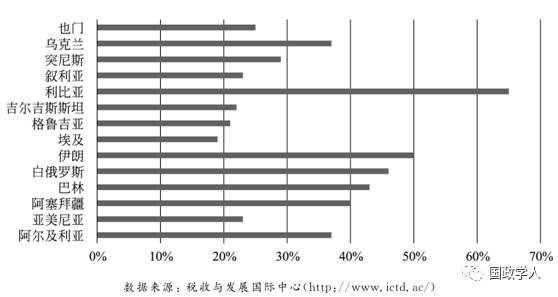 也门
乌克兰
突尼斯
叙利亚
利比亚
吉尔吉斯斯坦
格鲁吉亚
埃及
伊朗
白俄罗斯
巴林
阿塞拜疆
亚美尼亚
阿尔及利亚
0% 10% 20% 30% 40% 50% 60% 70%
数据来源：税收与发展国际中心(http://www.ictd.ac/)
国政学人